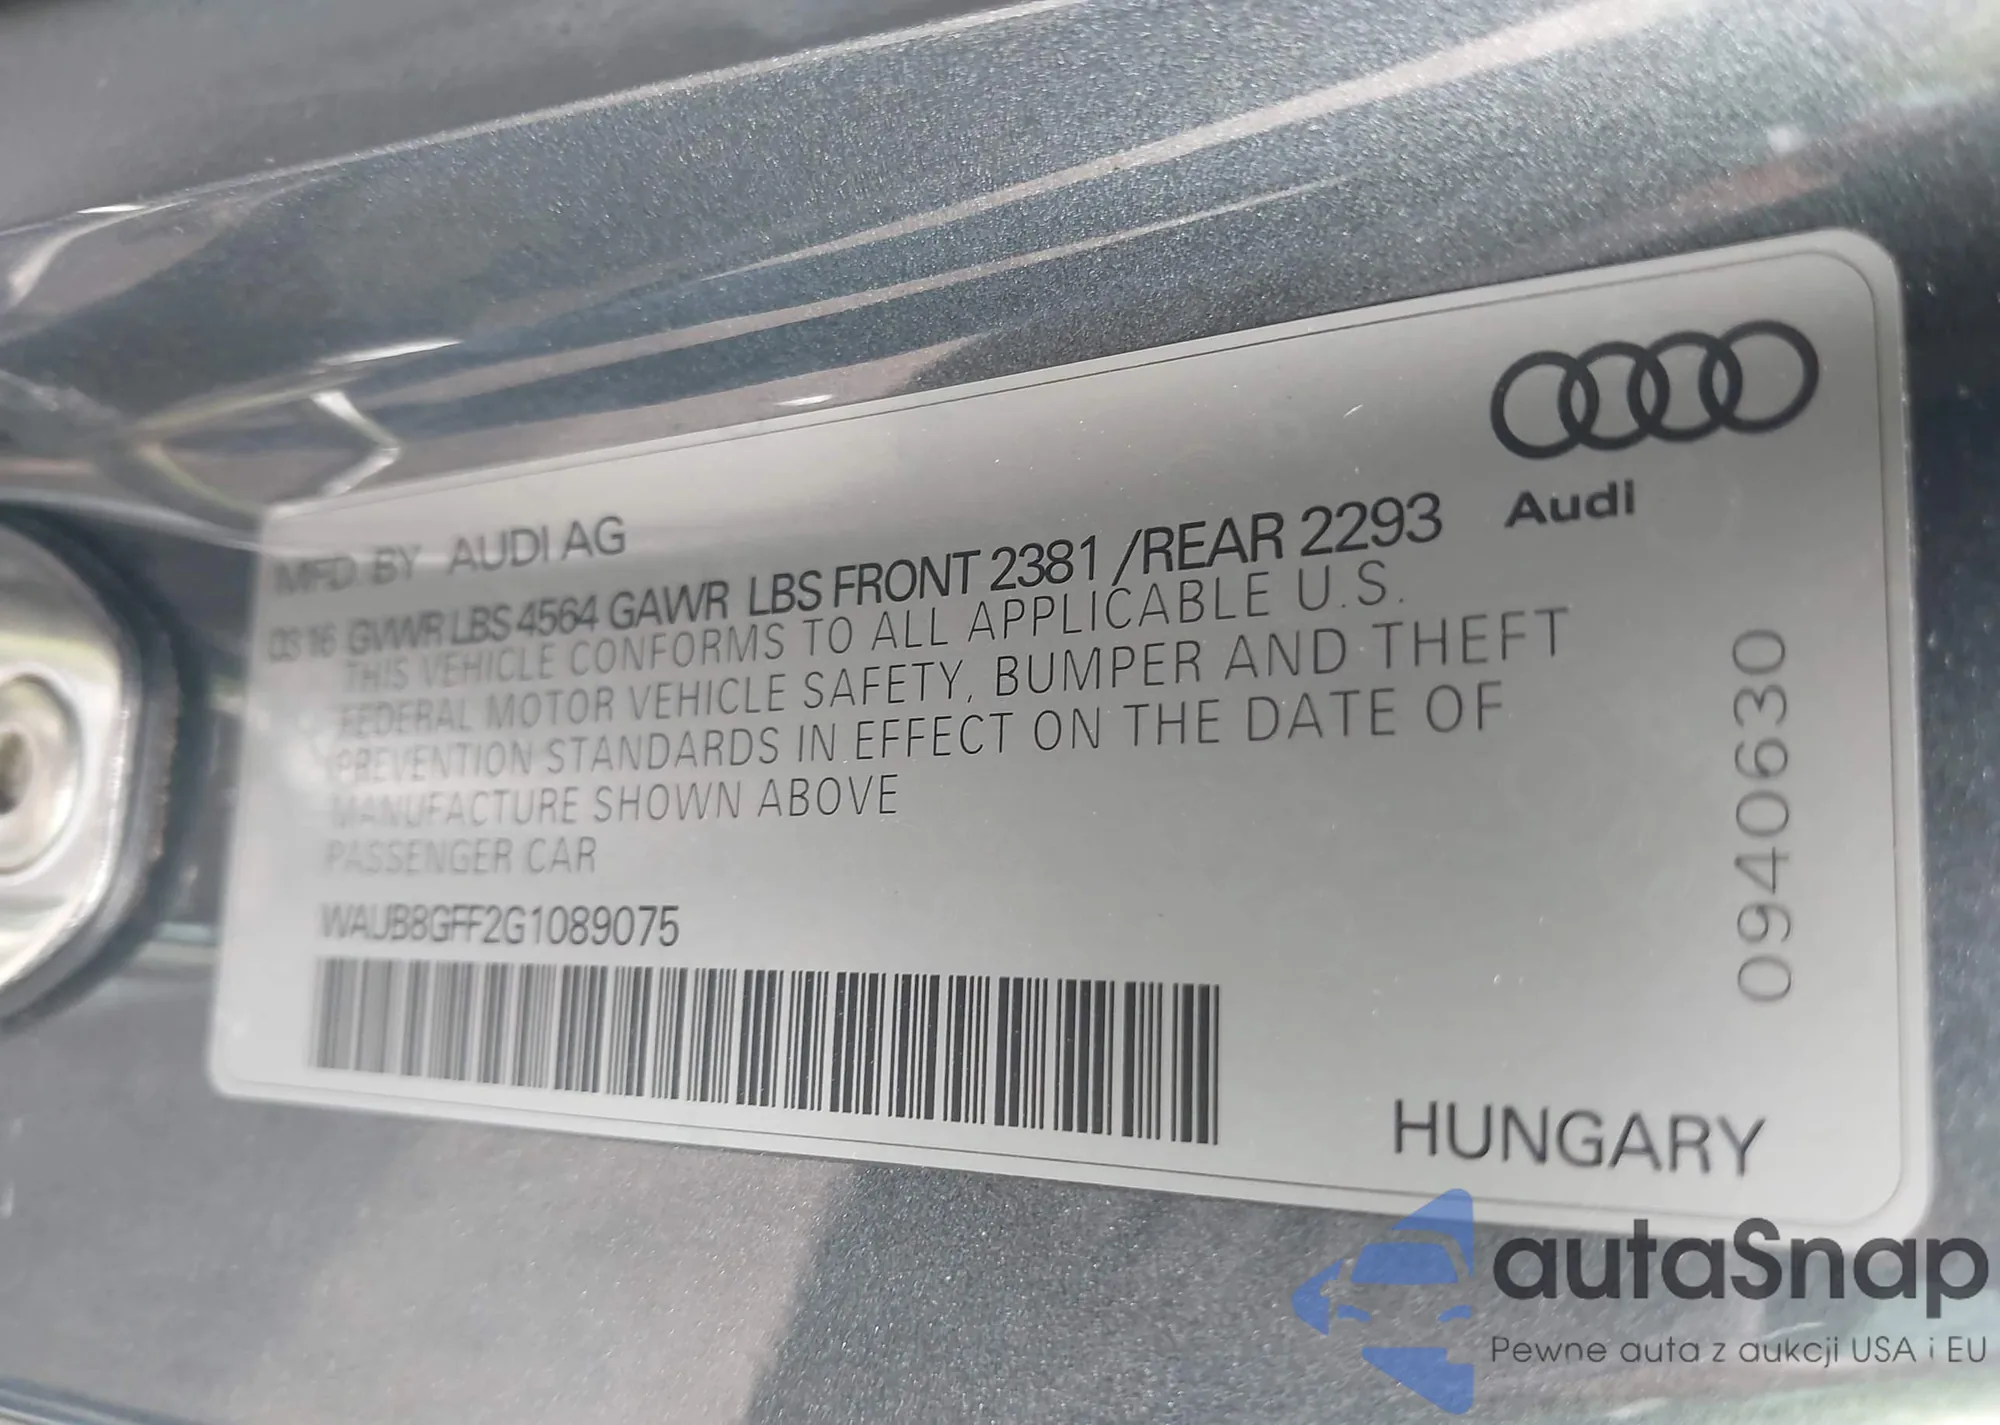 MFD BY AUDI AG
03 16 GVWR LBS 4564 GAWR LBS FRONT 2381 /REAR 2293
THIS VEHICLE CONFORMS TO ALL APPLICABLE U.S.
FEDERAL MOTOR VEHICLE SAFETY, BUMPER AND THEFT
PREVENTION STANDARDS IN EFFECT ON THE DATE OF
MANUFACTURE SHOWN ABOVE
PASSENGER CAR
WAUB8GFF2G1089075
Audi
0940630
HUNGARY
autaSnap
Pewne auta z aukcji USA i EU